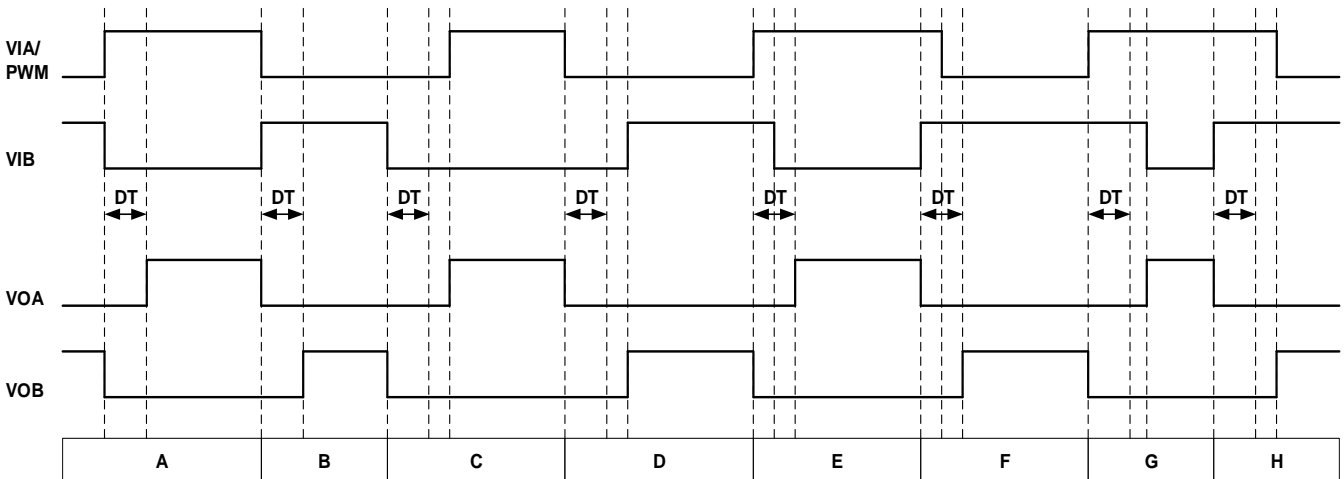 VIA/
PWM
VIB
DT DT DT DT DT DT DT DT
VOA
VOB
A B C D E F G H